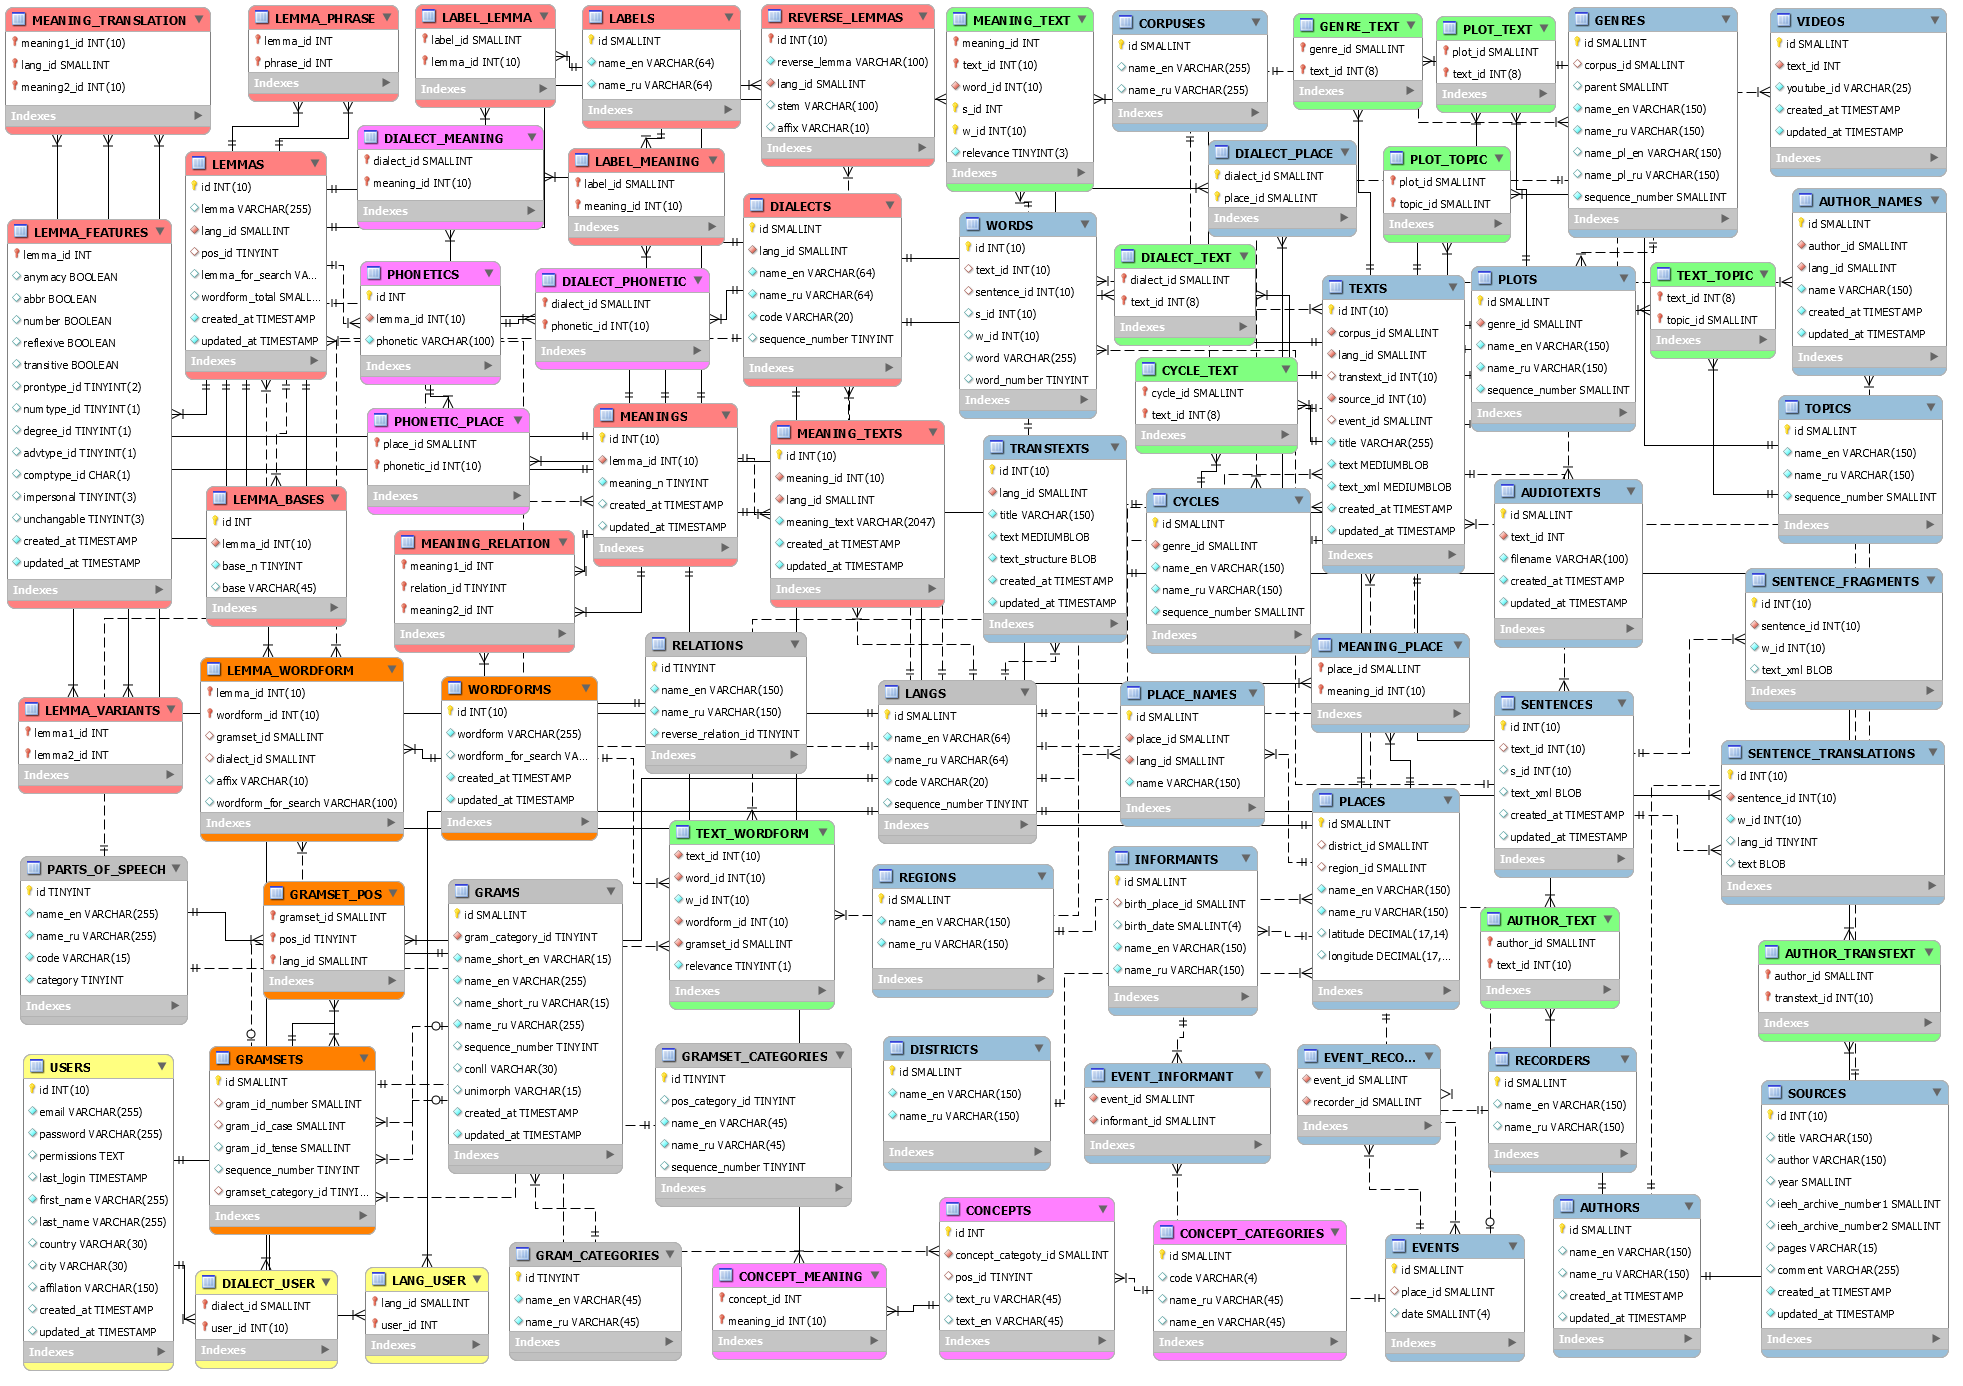 MEANING_TRANSLATION
meaning1_id INT(10)
lang_id SMALLINT
meaning2_id INT(10)
Indexes
LEMMA_PHRASE
lemma_id INT
phrase_id INT
Indexes
LABEL_LEMMA
label_id SMALLINT
lemma_id INT(10)
Indexes
LABELS
id SMALLINT
name_en VARCHAR(64)
name_ru VARCHAR(64)
Indexes
REVERSE_LEMMAS
id INT(10)
reverse_lemma VARCHAR(100)
lang_id SMALLINT
stem VARCHAR(100)
affix VARCHAR(10)
Indexes
MEANING_TEXT
meaning_id INT
text_id INT(10)
word_id INT(10)
s_id INT
w_id INT(10)
relevance TINYINT(3)
Indexes
CORPUSES
id SMALLINT
name_en VARCHAR(255)
name_ru VARCHAR(255)
Indexes
GENRE_TEXT
genre_id SMALLINT
text_id INT(8)
Indexes
PLOT_TEXT
plot_id SMALLINT
text_id INT(8)
Indexes
GENRES
id SMALLINT
corpus_id SMALLINT
parent SMALLINT
name_en VARCHAR(150)
name_ru VARCHAR(150)
name_pl_en VARCHAR(150)
name_pl_ru VARCHAR(150)
sequence_number SMALLINT
Indexes
VIDEOS
id SMALLINT
text_id INT
youtube_id VARCHAR(25)
created_at TIMESTAMP
updated_at TIMESTAMP
Indexes
LEMMAS
id INT(10)
lemma VARCHAR(255)
lang_id SMALLINT
pos_id TINYINT
lemma_for_search VA...
wordform_total SMALL...
created_at TIMESTAMP
updated_at TIMESTAMP
Indexes
DIALECT_MEANING
dialect_id SMALLINT
meaning_id INT(10)
Indexes
LABEL_MEANING
label_id SMALLINT
meaning_id INT(10)
Indexes
DIALECT_PLACE
dialect_id SMALLINT
place_id SMALLINT
Indexes
PLOT_TOPIC
plot_id SMALLINT
topic_id SMALLINT
Indexes
AUTHOR_NAMES
id SMALLINT
author_id SMALLINT
lang_id SMALLINT
name VARCHAR(150)
created_at TIMESTAMP
updated_at TIMESTAMP
Indexes
LEMMA_FEATURES
lemma_id INT
anymacy BOOLEAN
abbr BOOLEAN
number BOOLEAN
reflexive BOOLEAN
transitive BOOLEAN
prontype_id TINYINT(2)
numtype_id TINYINT(1)
degree_id TINYINT(1)
advtype_id TINYINT(1)
comptype_id CHAR(1)
impersonal TINYINT(3)
unchangable TINYINT(3)
created_at TIMESTAMP
updated_at TIMESTAMP
Indexes
DIALECTS
id SMALLINT
lang_id SMALLINT
name_en VARCHAR(64)
name_ru VARCHAR(64)
code VARCHAR(20)
sequence_number TINYINT
Indexes
WORDS
id INT(10)
text_id INT(10)
sentence_id INT(10)
s_id INT(10)
w_id INT(10)
word VARCHAR(255)
word_number TINYINT
Indexes
PHONETICS
id INT
lemma_id INT(10)
phonetic VARCHAR(100)
Indexes
DIALECT_PHONETIC
dialect_id SMALLINT
phonetic_id INT(10)
Indexes
DIALECT_TEXT
dialect_id SMALLINT
text_id INT(8)
Indexes
TEXTS
id INT(10)
corpus_id SMALLINT
lang_id SMALLINT
transtext_id INT(10)
source_id INT(10)
event_id SMALLINT
title VARCHAR(255)
text MEDIUMBLOB
text_xml MEDIUMBLOB
created_at TIMESTAMP
updated_at TIMESTAMP
Indexes
PLOTS
id SMALLINT
genre_id SMALLINT
name_en VARCHAR(150)
name_ru VARCHAR(150)
sequence_number SMALLINT
Indexes
TEXT_TOPIC
text_id INT(8)
topic_id SMALLINT
Indexes
CYCLE_TEXT
cycle_id SMALLINT
text_id INT(8)
Indexes
TOPICS
id SMALLINT
name_en VARCHAR(150)
name_ru VARCHAR(150)
sequence_number SMALLINT
Indexes
PHONETIC_PLACE
place_id SMALLINT
phonetic_id INT(10)
Indexes
MEANINGS
id INT(10)
lemma_id INT(10)
meaning_n TINYINT
created_at TIMESTAMP
updated_at TIMESTAMP
Indexes
MEANING_TEXTS
id INT(10)
meaning_id INT(10)
lang_id SMALLINT
meaning_text VARCHAR(2047)
created_at TIMESTAMP
updated_at TIMESTAMP
Indexes
TRANSTEXTS
id INT(10)
lang_id SMALLINT
title VARCHAR(150)
text MEDIUMBLOB
text_structure BLOB
created_at TIMESTAMP
updated_at TIMESTAMP
Indexes
CYCLES
id SMALLINT
genre_id SMALLINT
name_en VARCHAR(150)
name_ru VARCHAR(150)
sequence_number SMALLINT
Indexes
AUDIOTEXTS
id SMALLINT
text_id INT
filename VARCHAR(100)
created_at TIMESTAMP
updated_at TIMESTAMP
Indexes
LEMMA_BASES
id INT
lemma_id INT(10)
base_n TINYINT
base VARCHAR(45)
Indexes
MEANING_RELATION
meaning1_id INT
relation_id TINYINT
meaning2_id INT
Indexes
SENTENCE_FRAGMENTS
id INT(10)
sentence_id INT(10)
w_id INT(10)
text_xml BLOB
Indexes
RELATIONS
id TINYINT
name_en VARCHAR(150)
name_ru VARCHAR(150)
reverse_relation_id TINYINT
Indexes
MEANING_PLACE
place_id SMALLINT
meaning_id INT(10)
Indexes
LEMMA_WORDFORM
lemma_id INT(10)
wordform_id INT(10)
gramset_id SMALLINT
dialect_id SMALLINT
affix VARCHAR(10)
wordform_for_search VARCHAR(100)
Indexes
WORDFORMS
id INT(10)
wordform VARCHAR(255)
wordform_for_search VA...
created_at TIMESTAMP
updated_at TIMESTAMP
Indexes
LANGS
id SMALLINT
name_en VARCHAR(64)
name_ru VARCHAR(64)
code VARCHAR(20)
sequence_number TINYINT
Indexes
PLACE_NAMES
id SMALLINT
place_id SMALLINT
lang_id SMALLINT
name VARCHAR(150)
Indexes
SENTENCES
id INT(10)
text_id INT(10)
s_id INT(10)
text_xml BLOB
created_at TIMESTAMP
updated_at TIMESTAMP
Indexes
LEMMA_VARIANTS
lemma1_id INT
lemma2_id INT
Indexes
SENTENCE_TRANSLATIONS
id INT(10)
sentence_id INT(10)
w_id INT(10)
lang_id TINYINT
text BLOB
Indexes
PLACES
id SMALLINT
district_id SMALLINT
region_id SMALLINT
name_en VARCHAR(150)
name_ru VARCHAR(150)
latitude DECIMAL(17,14)
longitude DECIMAL(17,...
Indexes
TEXT_WORDFORM
text_id INT(10)
word_id INT(10)
w_id INT(10)
wordform_id INT(10)
gramset_id SMALLINT
relevance TINYINT(1)
Indexes
PARTS_OF_SPEECH
id TINYINT
name_en VARCHAR(255)
name_ru VARCHAR(255)
code VARCHAR(15)
category TINYINT
Indexes
GRAMSET_POS
gramset_id SMALLINT
pos_id TINYINT
lang_id SMALLINT
Indexes
GRAMS
id SMALLINT
gram_category_id TINYINT
name_short_en VARCHAR(15)
name_en VARCHAR(255)
name_short_ru VARCHAR(15)
name_ru VARCHAR(255)
sequence_number TINYINT
conll VARCHAR(30)
unimorph VARCHAR(15)
created_at TIMESTAMP
updated_at TIMESTAMP
Indexes
REGIONS
id SMALLINT
name_en VARCHAR(150)
name_ru VARCHAR(150)
Indexes
INFORMANTS
id SMALLINT
birth_place_id SMALLINT
birth_date SMALLINT(4)
name_en VARCHAR(150)
name_ru VARCHAR(150)
Indexes
AUTHOR_TEXT
author_id SMALLINT
text_id INT(10)
Indexes
AUTHOR_TRANSTEXT
author_id SMALLINT
transtext_id INT(10)
Indexes
USERS
id INT(10)
email VARCHAR(255)
password VARCHAR(255)
permissions TEXT
last_login TIMESTAMP
first_name VARCHAR(255)
last_name VARCHAR(255)
country VARCHAR(30)
city VARCHAR(30)
affilation VARCHAR(150)
created_at TIMESTAMP
updated_at TIMESTAMP
Indexes
GRAMSETS
id SMALLINT
gram_id_number SMALLINT
gram_id_case SMALLINT
gram_id_tense SMALLINT
sequence_number TINYINT
gramset_category_id TINYI...
Indexes
GRAMSET_CATEGORIES
id TINYINT
pos_category_id TINYINT
name_en VARCHAR(45)
name_ru VARCHAR(45)
sequence_number TINYINT
Indexes
DISTRICTS
id SMALLINT
name_en VARCHAR(150)
name_ru VARCHAR(150)
Indexes
EVENT_INFORMANT
event_id SMALLINT
informant_id SMALLINT
Indexes
EVENT_RECO...
event_id SMALLINT
recorder_id SMALLINT
Indexes
RECORDERS
id SMALLINT
name_en VARCHAR(150)
name_ru VARCHAR(150)
Indexes
SOURCES
id INT(10)
title VARCHAR(150)
author VARCHAR(150)
year SMALLINT
ieeh_archive_number1 SMALLINT
ieeh_archive_number2 SMALLINT
pages VARCHAR(15)
comment VARCHAR(255)
created_at TIMESTAMP
updated_at TIMESTAMP
Indexes
DIALECT_USER
dialect_id SMALLINT
user_id INT(10)
Indexes
LANG_USER
lang_id SMALLINT
user_id INT
Indexes
GRAM_CATEGORIES
id TINYINT
name_en VARCHAR(45)
name_ru VARCHAR(45)
Indexes
CONCEPT_MEANING
concept_id INT
meaning_id INT(10)
Indexes
CONCEPTS
id INT
concept_categoty_id SMALLINT
pos_id TINYINT
text_ru VARCHAR(45)
text_en VARCHAR(45)
Indexes
CONCEPT_CATEGORIES
id SMALLINT
code VARCHAR(4)
name_ru VARCHAR(45)
name_en VARCHAR(45)
Indexes
EVENTS
id SMALLINT
place_id SMALLINT
date SMALLINT(4)
Indexes
AUTHORS
id SMALLINT
name_en VARCHAR(150)
name_ru VARCHAR(150)
created_at TIMESTAMP
updated_at TIMESTAMP
Indexes